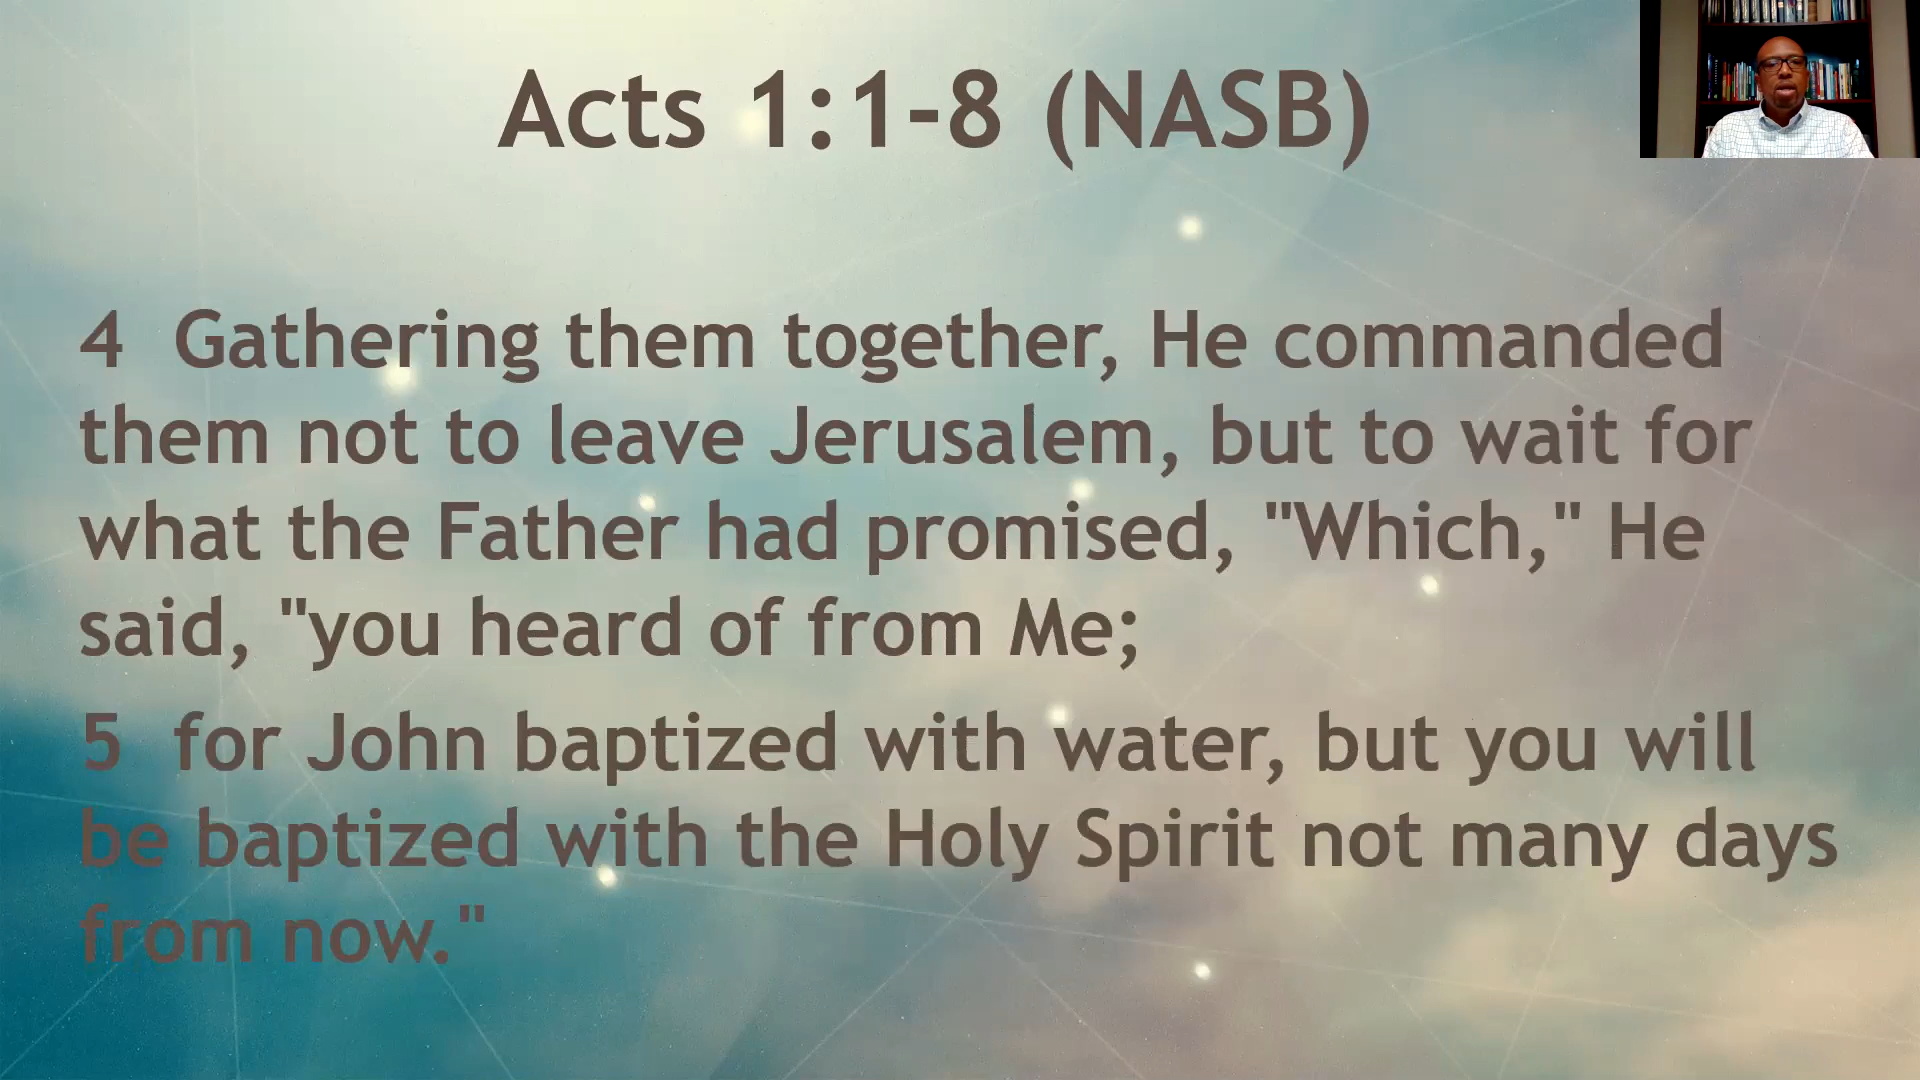 Acts 1:1-8 (NASB)
4 Gathering them together, He commanded
them not to leave Jerusalem, but to wait for
what the Father had promised, "Which," He
said, "you heard of from Me;
5 for John baptized with water, but you will
be baptized with the Holy Spirit not many days
from now."